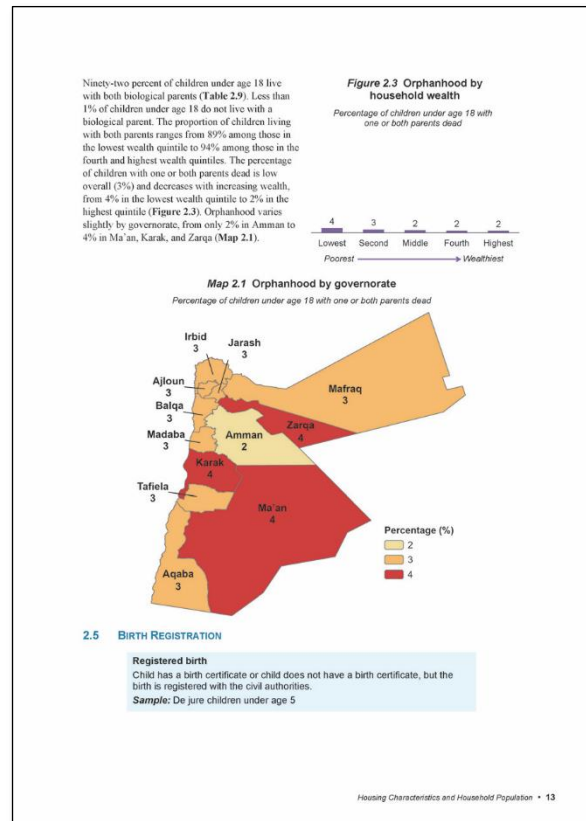 Ninety-two percent of children under age 18 live
with both biological parents (Table 2.9). Less than
1% of children under age 18 do not live with a
biological parent. The proportion of children living
with both parents ranges from 89% among those in
the lowest wealth quintile to 94% among those in the
fourth and highest wealth quintiles. The percentage
of children with one or both parents dead is low
overall (3%) and decreases with increasing wealth,
from 4% in the lowest wealth quintile to 2% in the
highest quintile (Figure 2.3). Orphanhood varies
slightly by governorate, from only 2% in Amman to
4% in Ma'an, Karak, and Zarqa (Map 2.1).
Figure 2.3 Orphanhood by
household wealth
Percentage of children under age 18 with
one or both parents dead
4 3 2 2 2
Lowest Second Middle Fourth Highest
Poorest Wealthiest
Map 2.1 Orphanhood by governorate
Percentage of children under age 18 with one or both parents dead
Irbid
3
Jarash
3
Ajloun
3
Balqa
3
Madaba
3
Mafraq
3
Zarqa
4
Amman
2
Karak
4
Tafiela
3
Ma'an
4
Aqaba
3
Percentage (%)
2
3
4
2.5 BIRTH REGISTRATION
Registered birth
Child has a birth certificate or child does not have a birth certificate, but the
birth is registered with the civil authorities.
Sample: De jure children under age 5
Housing Characteristics and Household Population • 13